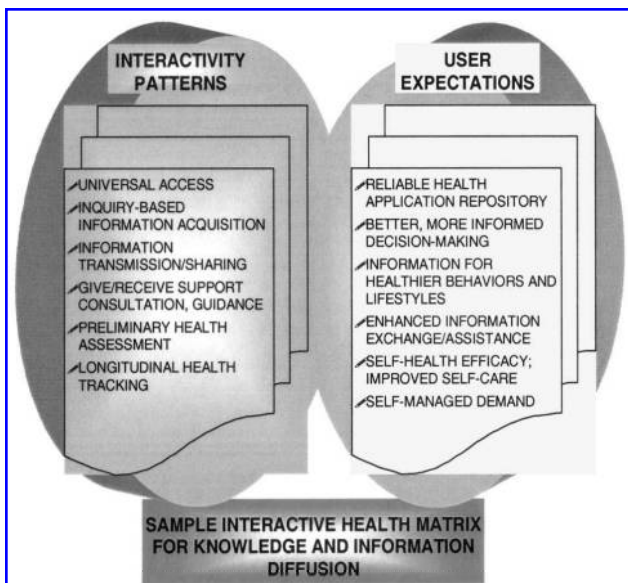 INTERACTIVITY
PATTERNS
UNIVERSAL ACCESS
INQUIRY-BASED
INFORMATION ACQUISITION
INFORMATION
TRANSMISSION/SHARING
GIVE/RECEIVE SUPPORT
CONSULTATION, GUIDANCE
PRELIMINARY HEALTH
ASSESSMENT
LONGITUDINAL HEALTH
TRACKING
USER
EXPECTATIONS
RELIABLE HEALTH
APPLICATION REPOSITORY
BETTER, MORE INFORMED
DECISION-MAKING
INFORMATION FOR
HEALTHIER BEHAVIORS AND
LIFESTYLES
ENHANCED INFORMATION
EXCHANGE/ASSISTANCE
SELF-HEALTH EFFICACY;
IMPROVED SELF-CARE
SELF-MANAGED DEMAND
SAMPLE INTERACTIVE HEALTH MATRIX
FOR KNOWLEDGE AND INFORMATION
DIFFUSION